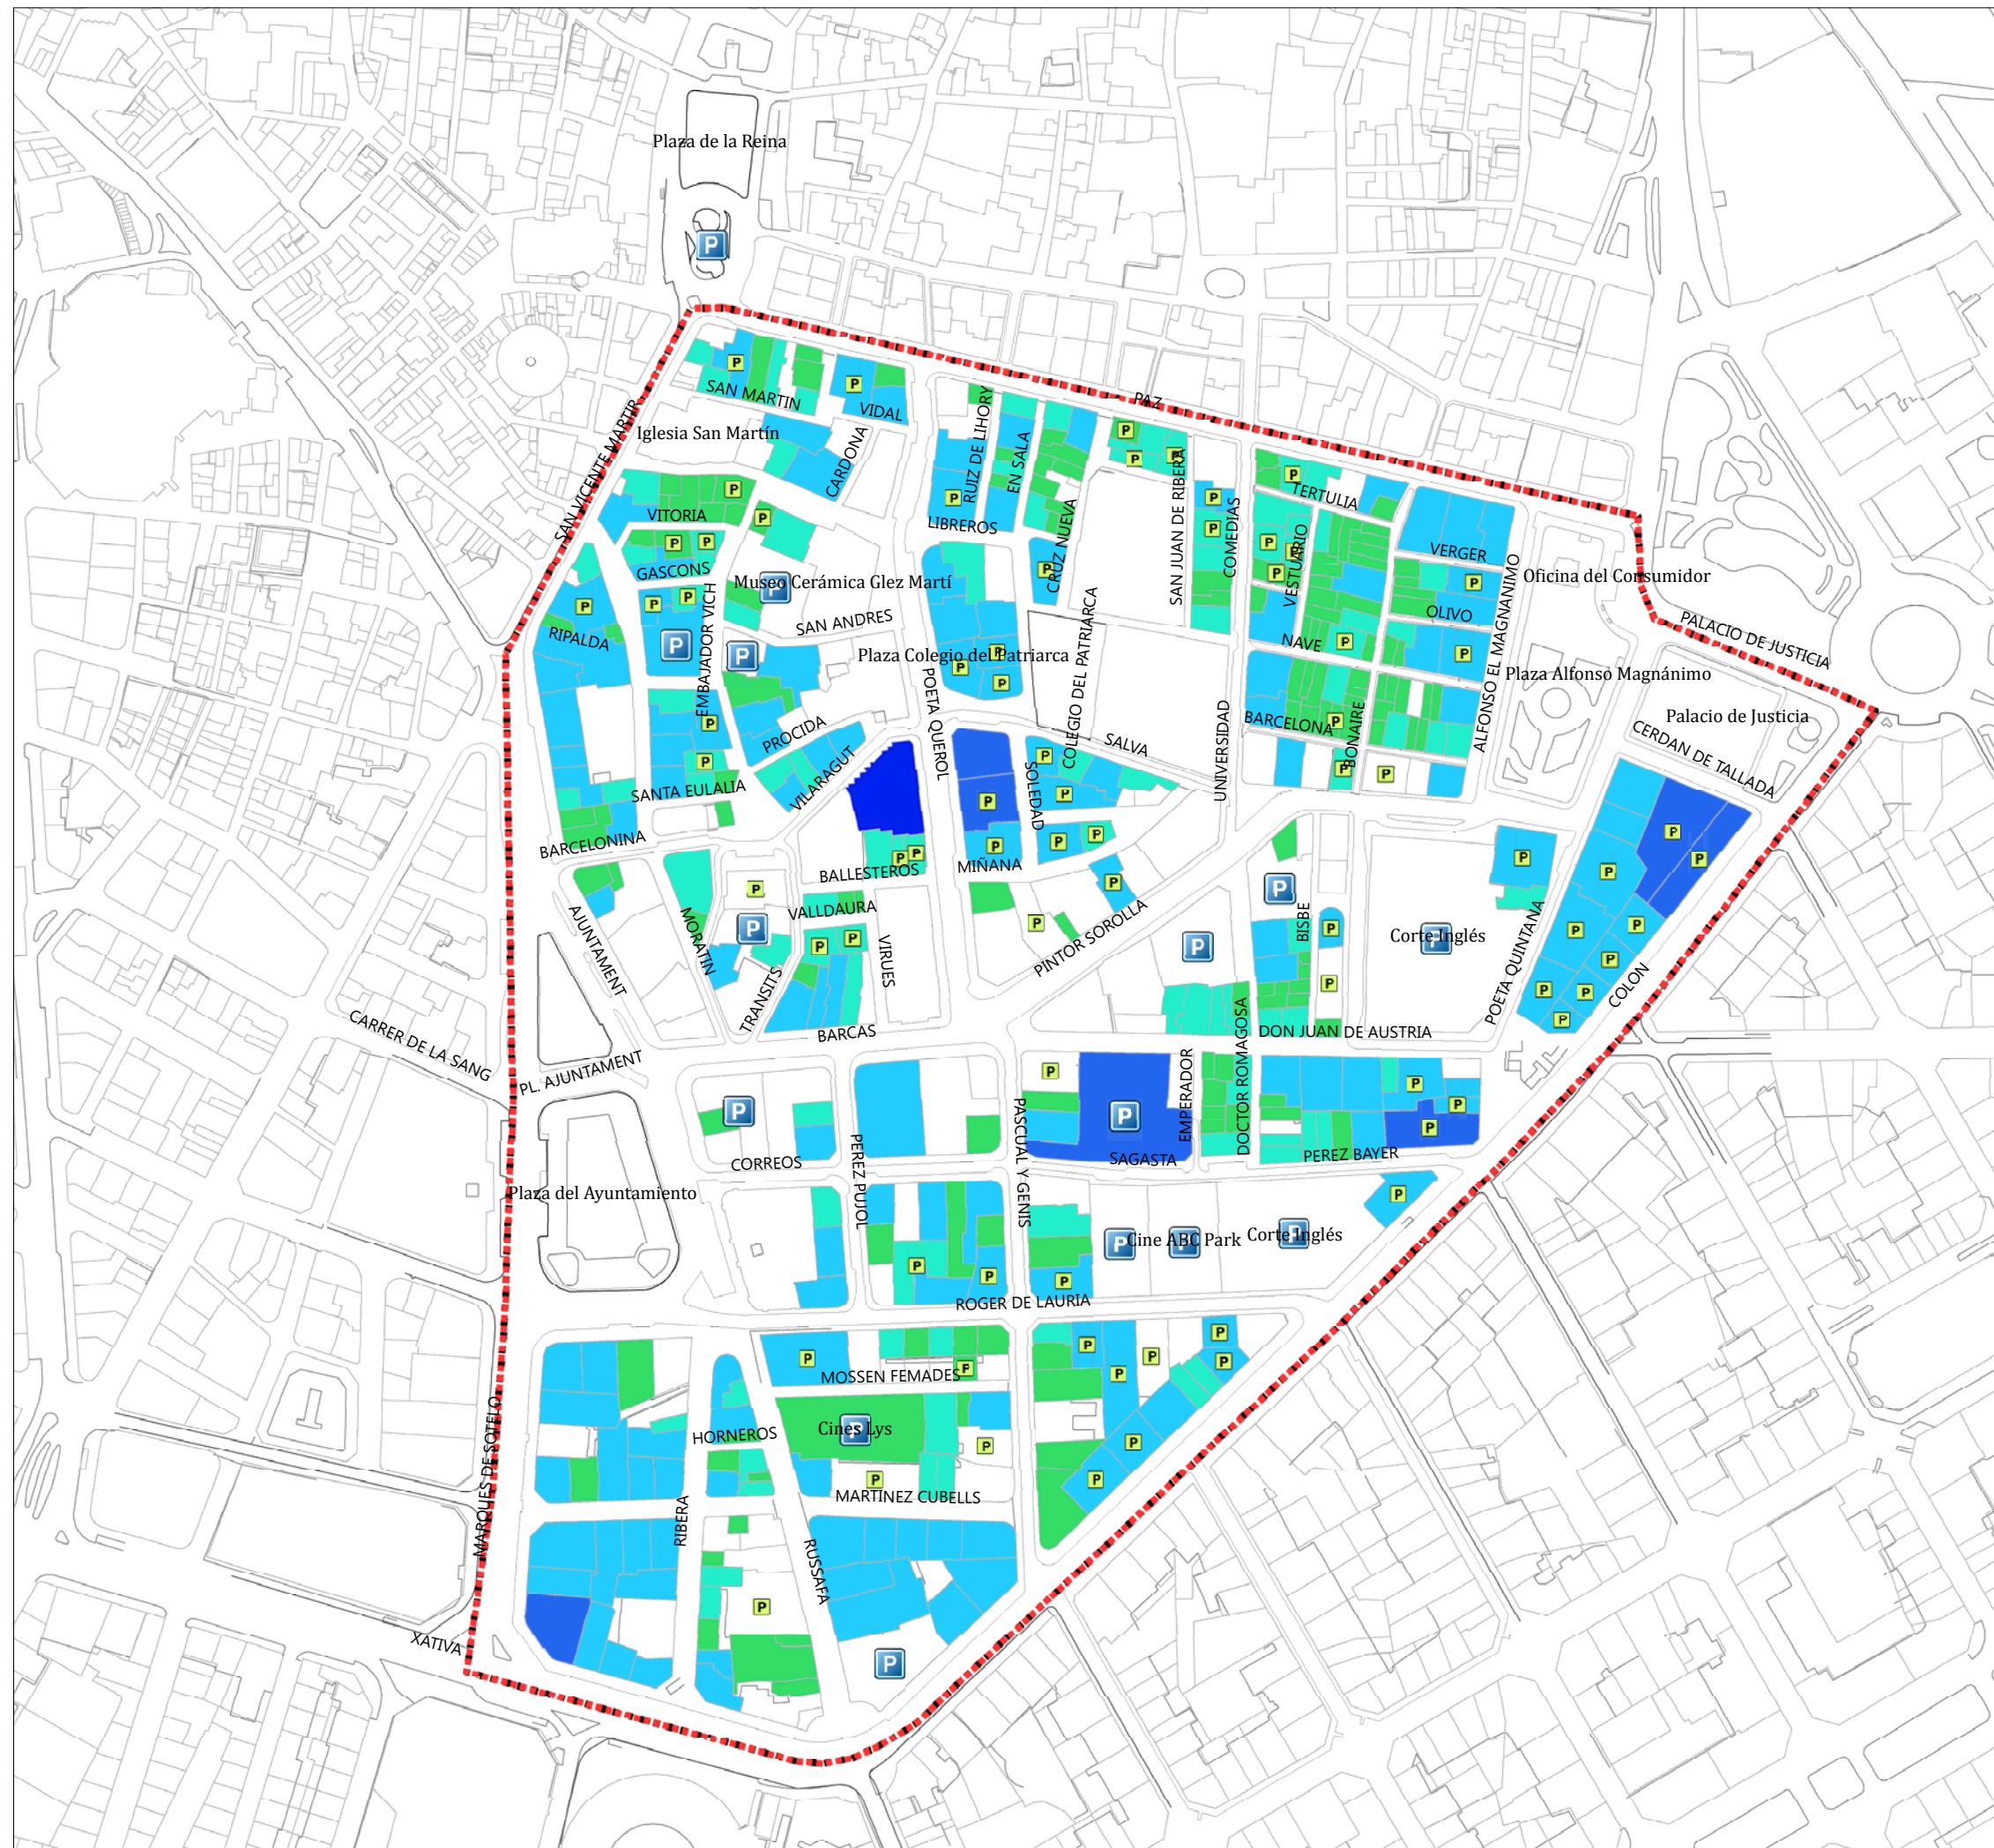 Plaza de la Reina
P
P
SAN MARTIN
P
VIDAL
PAZ
SAN VICENTE MARTIR
Iglesia San Martín
CARDONA
RUIZ DE LIHORY
EN SALA
P
P
P
SAN JUAN DE RIBERA
P
VITORIA
P
P
P
LIBREROS
CRUZ NUEVA
P
P
COMEDIAS
P
TERTULIA
P
P
GASCONS
Museo Cerámica Glez Martí
P
P
P
P
P
VESTUARIO
VERGER
P
Oficina del Consumidor
P
RIPALDA
P
P
P
EMBAJADOR VICH
SAN ANDRES
P
Plaza Colegio del Patriarca
P
P
P
COLEGIO DEL PATRIARCA
NAVE
P
OLIVO
P
ALFONSO EL MAGNANIMO
PALACIO DE JUSTICIA
Plaza Alfonso Magnánimo
Palacio de Justicia
CERDAN DE TALLADA
P
P
PROCIDA
POETA QUEROL
SALVA
UNIVERSIDAD
BARCELONA
P
BONAIRE
P
P
SANTA EULALIA
VILARAGUT
P
SOLEDAD
P
P
BARCELONINA
BALLESTEROS
P
P
MIÑANA
P
P
P
P
P
P
P
P
AJUNTAMENT
MORATIN
P
P
VALLDAURA
P
P
VIRUES
TRANSITS
P
PINTOR SOROLLA
P
P
BISBE
P
P
Corte Inglés
P
POETA QUINTANA
P
P
P
P
P
P
COLON
CARRER DE LA SANG
PL. AJUNTAMENT
BARCAS
DOCTOR ROMAGOSA
DON JUAN DE AUSTRIA
P
CORREOS
PEREZ PUJOL
P
PASCUAL Y GENIS
P
SAGASTA
EMPERADOR
P
P
P
PEREZ BAYER
Plaza del Ayuntamiento
P
P
P
P
Cine ABC Park
P
Corte Inglés
P
P
ROGER DE LAURIA
P
MOSSEN FEMADES
P
P
P
P
P
P
MARQUES DE SOTELO
HORNEROS
Cines Lys
P
P
P
P
P
MARTINEZ CUBELLS
RIBERA
RUSSAFA
P
XATIVA
P